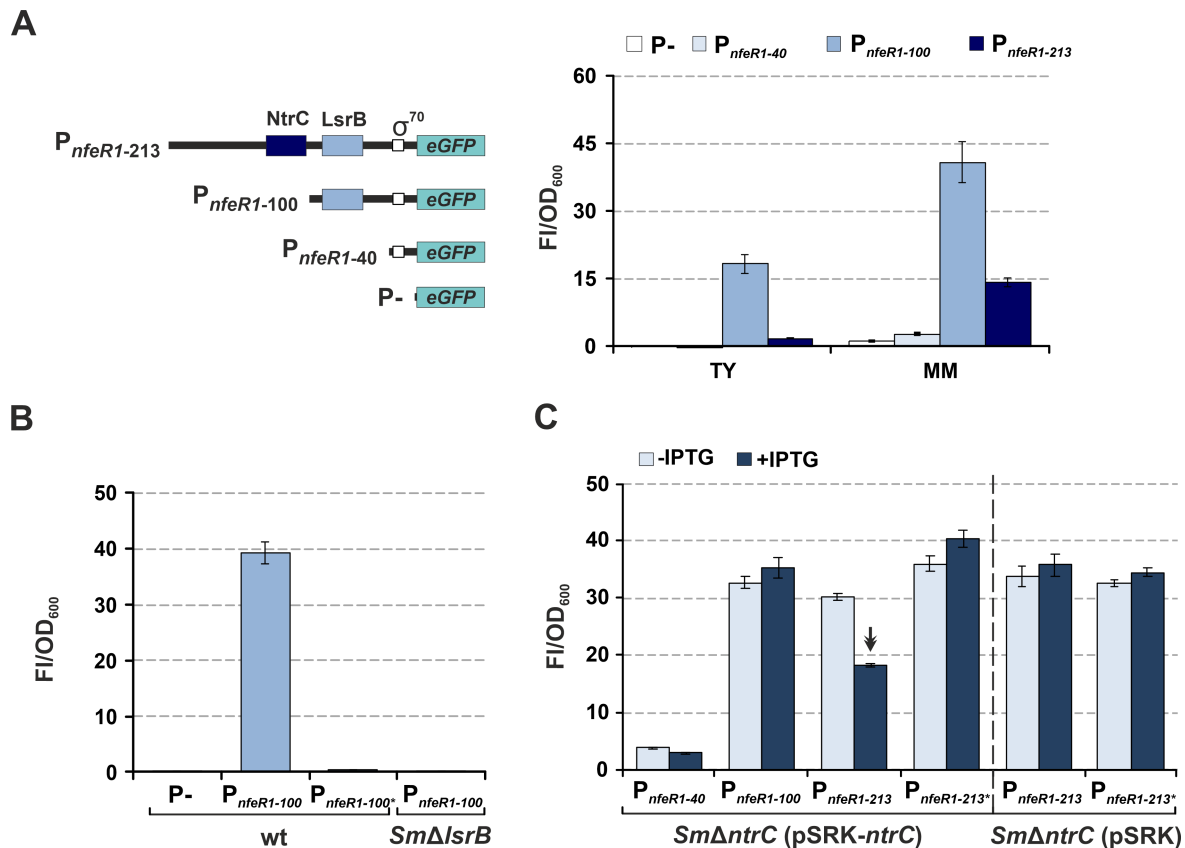 A
P- PnfeR1-40 PnfeR1-100 PnfeR1-213
NtrC LsrB σ70
PnfeR1-213 eGFP
PnfeR1-100 eGFP
PnfeR1-40 eGFP
P- eGFP
FI/OD600
60
45
30
15
0
TY MM
B
FI/OD600
50
40
30
20
10
0
P- PnfeR1-100 PnfeR1-100* PnfeR1-100
wt SmΔlsrB
C
-IPTG +IPTG
FI/OD600
50
40
30
20
10
0
PnfeR1-40 PnfeR1-100 PnfeR1-213 PnfeR1-213* PnfeR1-213 PnfeR1-213*
SmΔntrC (pSRK-ntrC) SmΔntrC (pSRK)